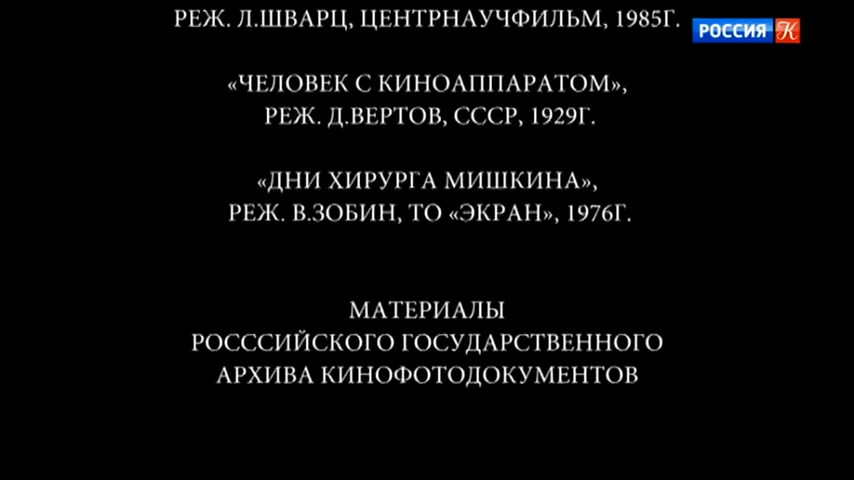 РЕЖ. Л.ШВАРЦ, ЦЕНТРНАУЧФИЛЬМ, 1985Г.
РОССИЯ К
«ЧЕЛОВЕК С КИНОАППАРАТОМ»,
РЕЖ. Д.ВЕРТОВ, СССР, 1929Г.
«ДНИ ХИРУРГА МИШКИНА»,
РЕЖ. В.ЗОБИН, ТО «ЭКРАН», 1976Г.
МАТЕРИАЛЫ
РОСССИЙСКОГО ГОСУДАРСТВЕННОГО
АРХИВА КИНОФОТОДОКУМЕНТОВ